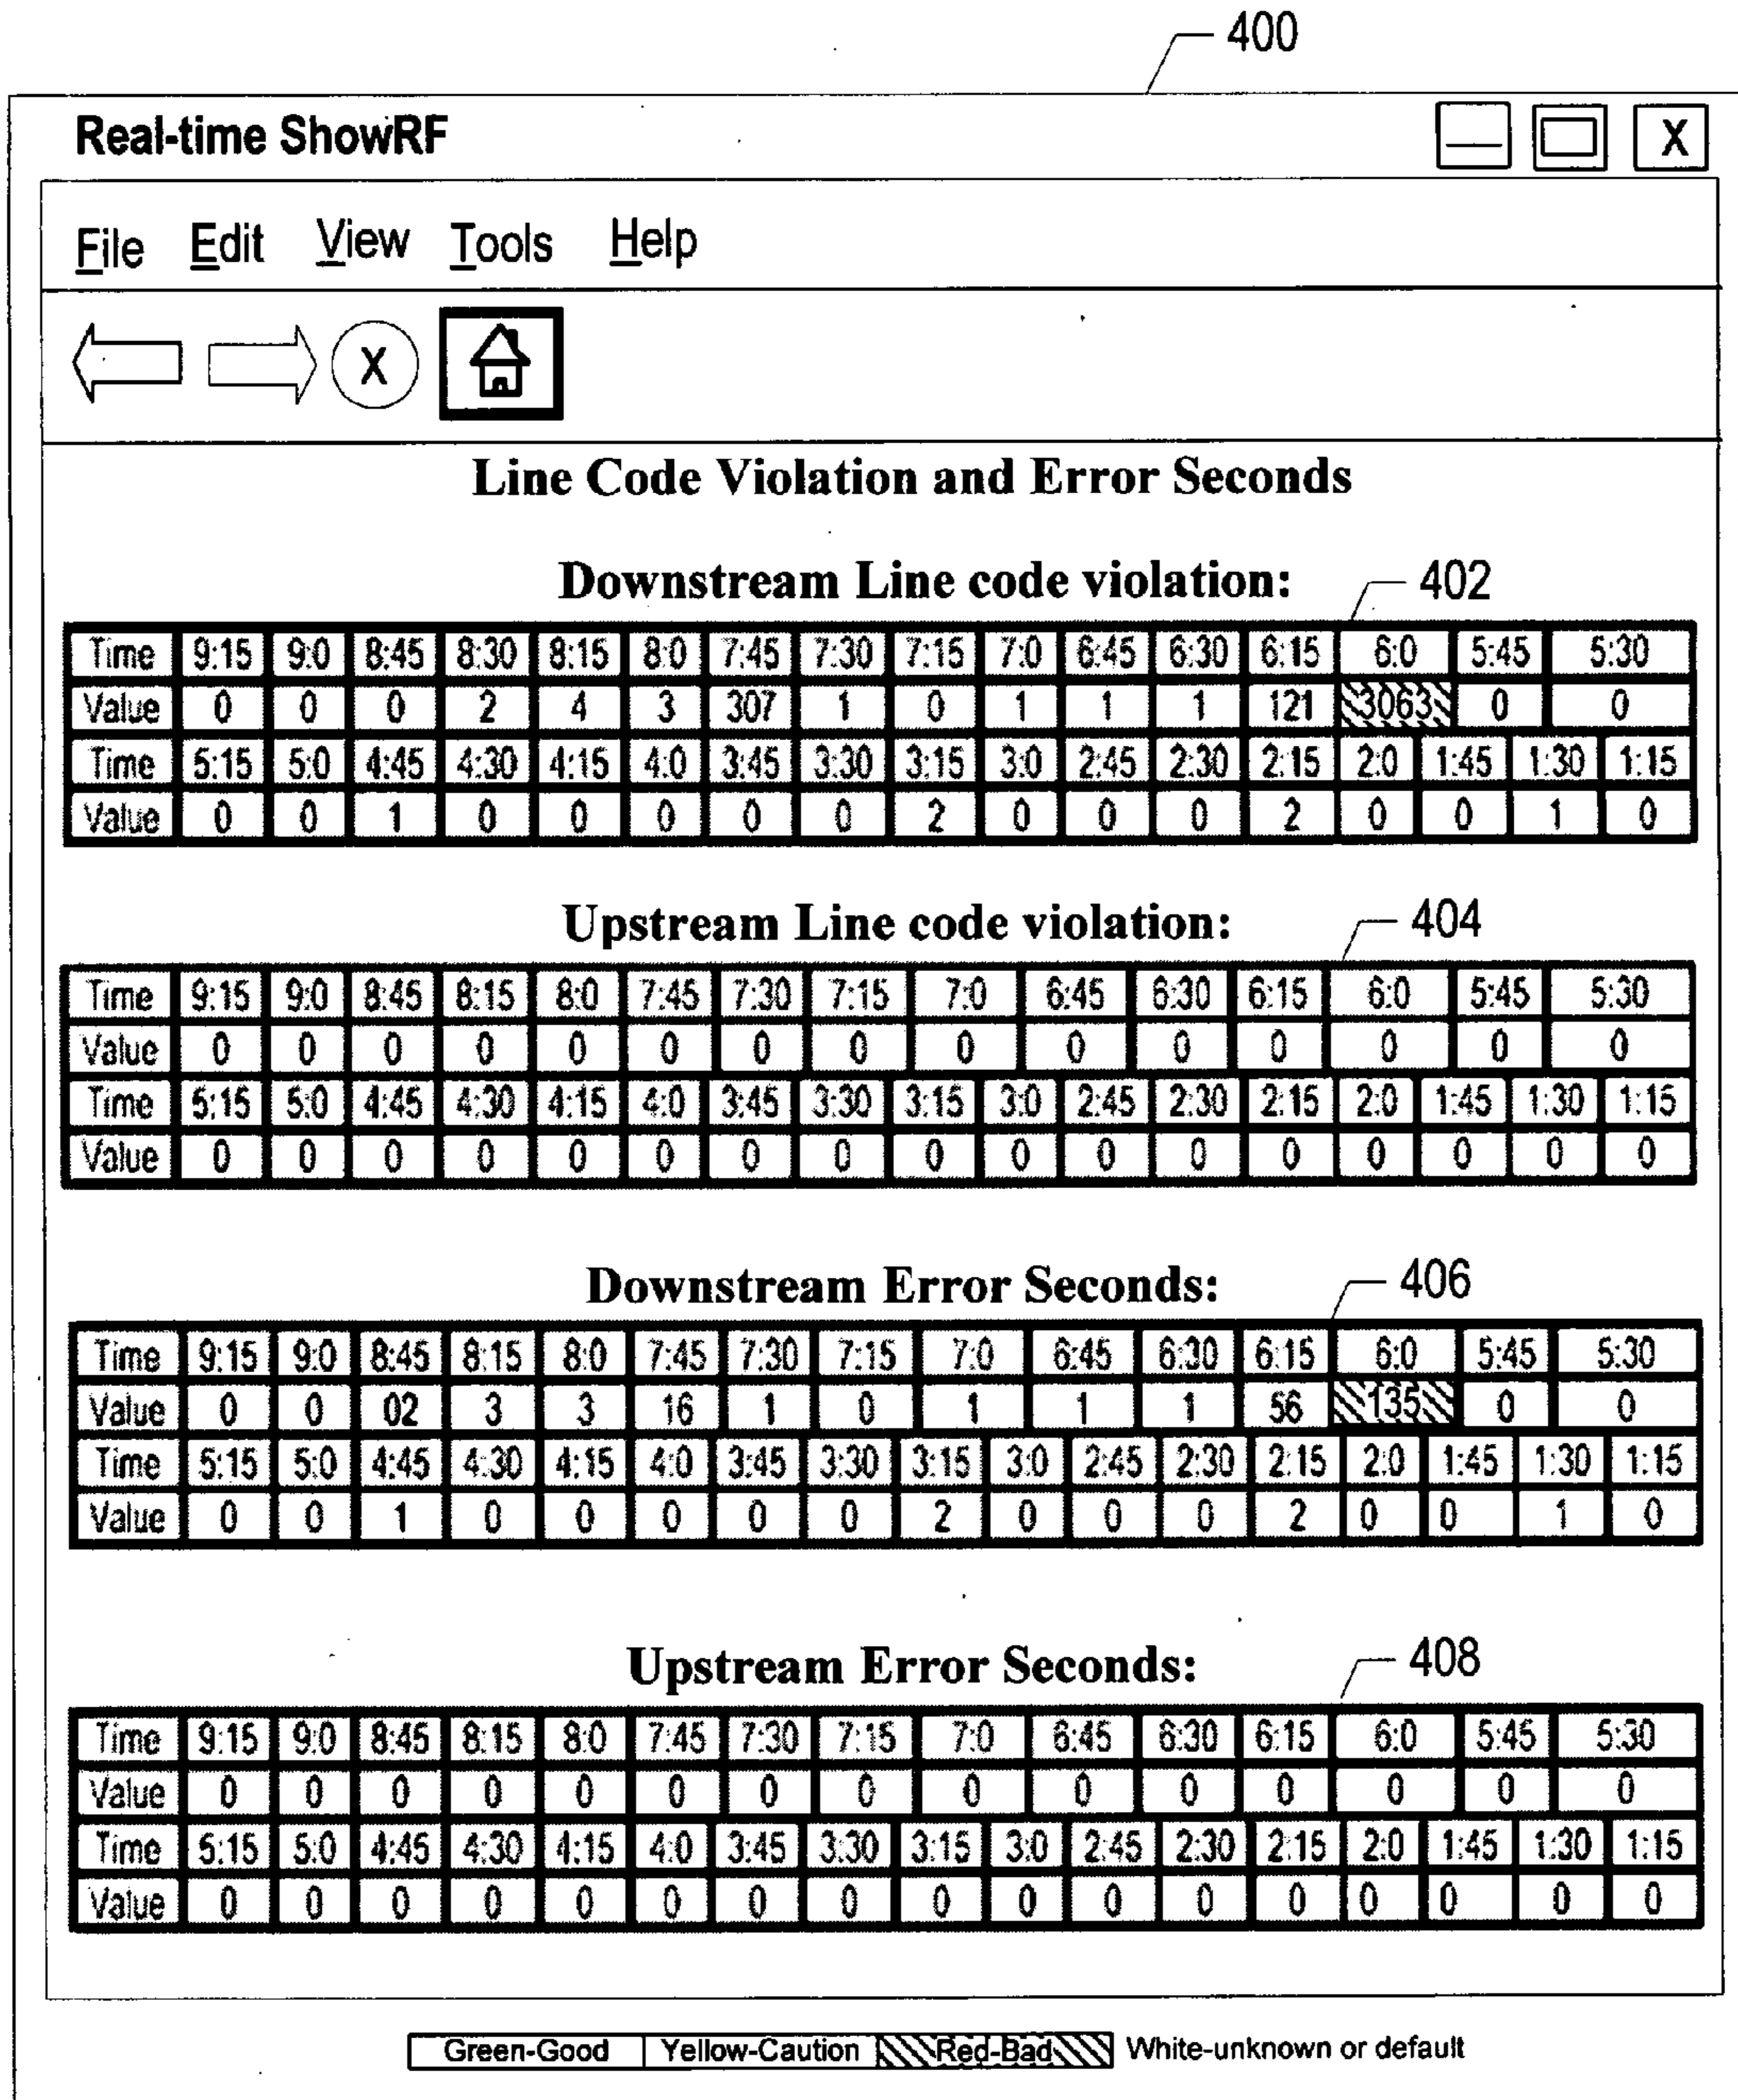 400
Real-time ShowRF X
File Edit View Tools Help
X
Line Code Violation and Error Seconds
Downstream Line code violation: 402
Time 9:15 9:0 8:45 8:30 8:15 8:0 7:45 7:30 7:15 7:0 6:45 6:30 6:15 6:0 5:45 5:30
Value 0 0 0 2 4 3 307 1 0 1 1 1 121 3063 0 0
Time 5:15 5:0 4:45 4:30 4:15 4:0 3:45 3:30 3:15 3:0 2:45 2:30 2:15 2:0 1:45 1:30 1:15
Value 0 0 1 0 0 0 0 0 2 0 0 0 2 0 0 1 0
Upstream Line code violation: 404
Time 9:15 9:0 8:45 8:15 8:0 7:45 7:30 7:15 7:0 6:45 6:30 6:15 6:0 5:45 5:30
Value 0 0 0 0 0 0 0 0 0 0 0 0 0 0 0
Time 5:15 5:0 4:45 4:30 4:15 4:0 3:45 3:30 3:15 3:0 2:45 2:30 2:15 2:0 1:45 1:30 1:15
Value 0 0 0 0 0 0 0 0 0 0 0 0 0 0 0 0 0
Downstream Error Seconds: 406
Time 9:15 9:0 8:45 8:15 8:0 7:45 7:30 7:15 7:0 6:45 6:30 6:15 6:0 5:45 5:30
Value 0 0 02 3 3 16 1 0 1 1 1 56 135 0 0
Time 5:15 5:0 4:45 4:30 4:15 4:0 3:45 3:30 3:15 3:0 2:45 2:30 2:15 2:0 1:45 1:30 1:15
Value 0 0 1 0 0 0 0 0 2 0 0 0 2 0 0 1 0
Upstream Error Seconds: 408
Time 9:15 9:0 8:45 8:15 8:0 7:45 7:30 7:15 7:0 6:45 6:30 6:15 6:0 5:45 5:30
Value 0 0 0 0 0 0 0 0 0 0 0 0 0 0 0
Time 5:15 5:0 4:45 4:30 4:15 4:0 3:45 3:30 3:15 3:0 2:45 2:30 2:15 2:0 1:45 1:30 1:15
Value 0 0 0 0 0 0 0 0 0 0 0 0 0 0 0 0 0
Green-Good Yellow-Caution Red-Bad White-unknown or default